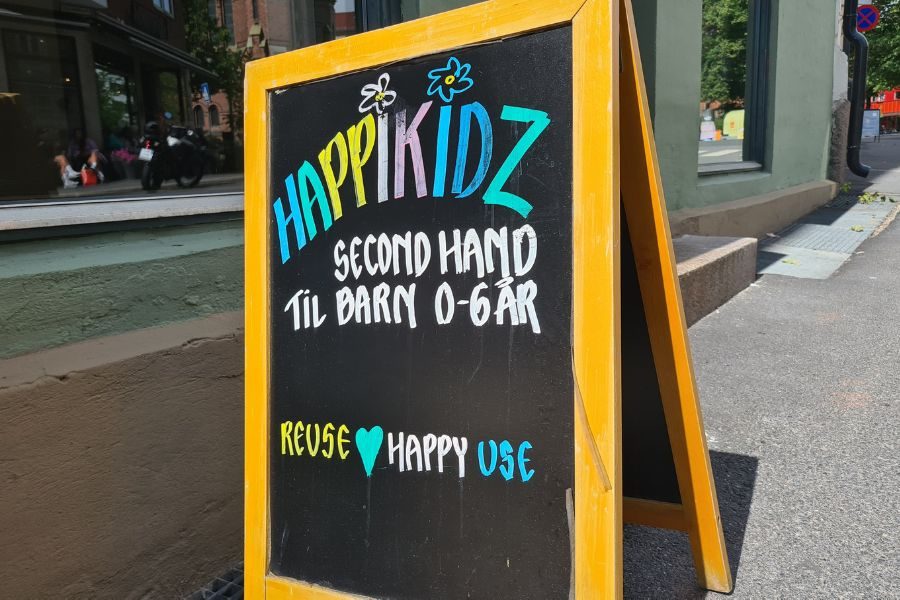 HAPPIKIDZ
SECOND HAND
TIL BARN 0-6 ÅR
REUSE ♥ HAPPY USE